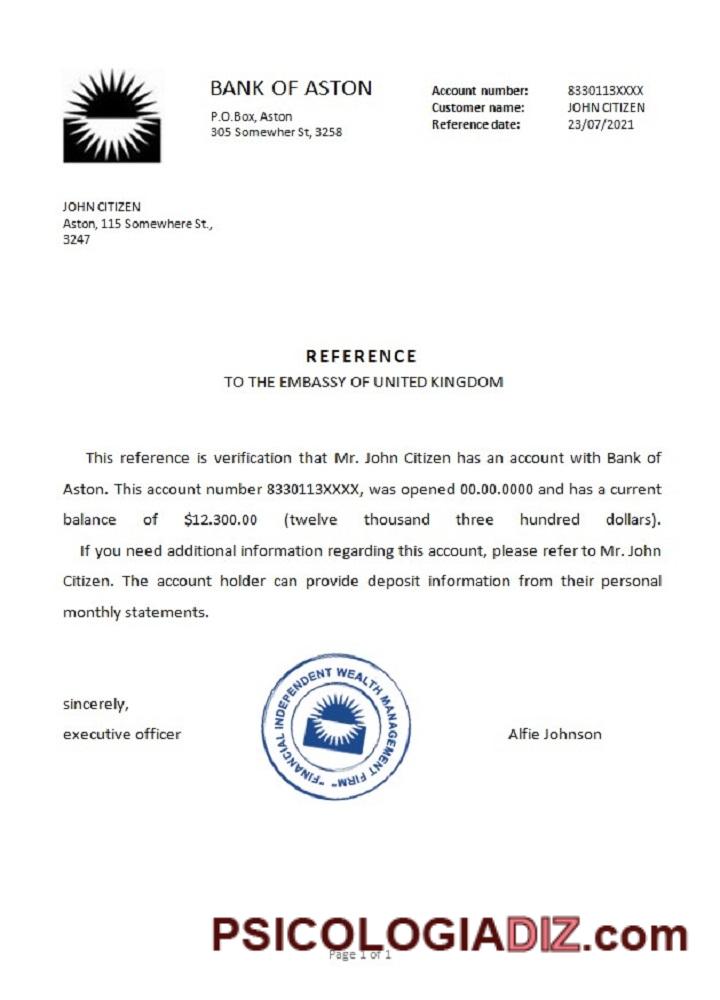 BANK OF ASTON
P.O.Box, Aston
305 Somewher St, 3258
Account number: 8330113XXXX
Customer name: JOHN CITIZEN
Reference date: 23/07/2021
JOHN CITIZEN
Aston, 115 Somewhere St.,
3247
REFERENCE
TO THE EMBASSY OF UNITED KINGDOM
This reference is verification that Mr. John Citizen has an account with Bank of
Aston. This account number 8330113XXXX, was opened 00.00.0000 and has a current
balance of $12.300.00 (twelve thousand three hundred dollars).
If you need additional information regarding this account, please refer to Mr. John
Citizen. The account holder can provide deposit information from their personal
monthly statements.
"FINANCIAL INDEPENDENT WEALTH MANAGEMENT FIRM"
sincerely,
executive officer Alfie Johnson
PSICOLOGIADIZ.com
Page 1 of 1